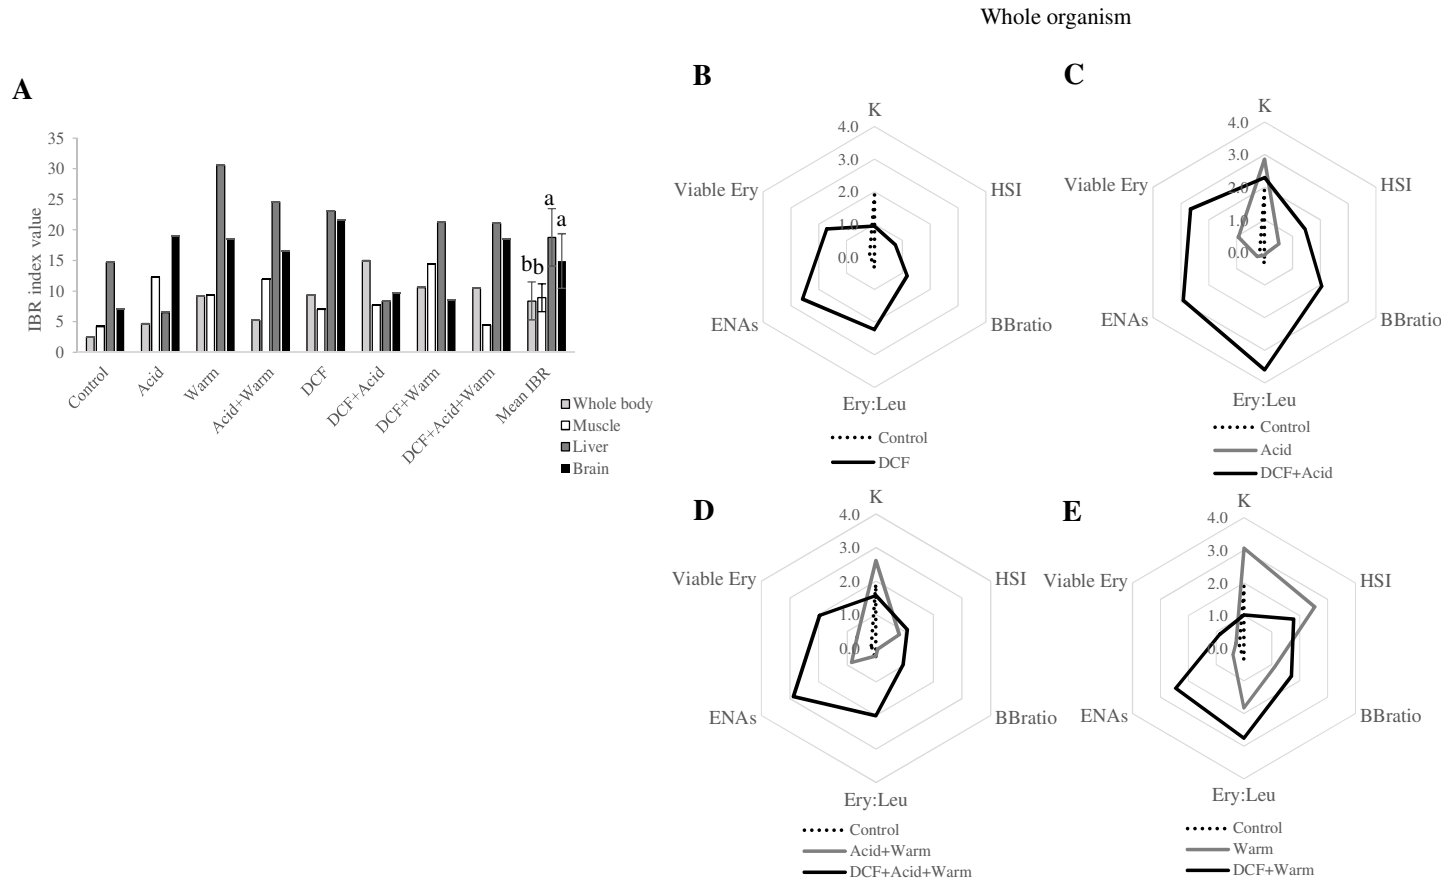 Whole organism
A
35
30
25
20
15
10
5
0
IBR index value
bb
a
a
Control
Acid
Warm
Acid+Warm
DCF
DCF+Acid
DCF+Warm
DCF+Acid+Warm
Mean IBR
Whole body
Muscle
Liver
Brain
B
K
4.0
3.0
2.0
1.0
0.0
HSI
BBratio
Ery:Leu
ENAs
Viable Ery
Control
DCF
C
K
4.0
3.0
2.0
1.0
0.0
HSI
BBratio
Ery:Leu
ENAs
Viable Ery
Control
Acid
DCF+Acid
D
K
4.0
3.0
2.0
1.0
0.0
HSI
BBratio
Ery:Leu
ENAs
Viable Ery
Control
Acid+Warm
DCF+Acid+Warm
E
K
4.0
3.0
2.0
1.0
0.0
HSI
BBratio
Ery:Leu
ENAs
Viable Ery
Control
Warm
DCF+Warm